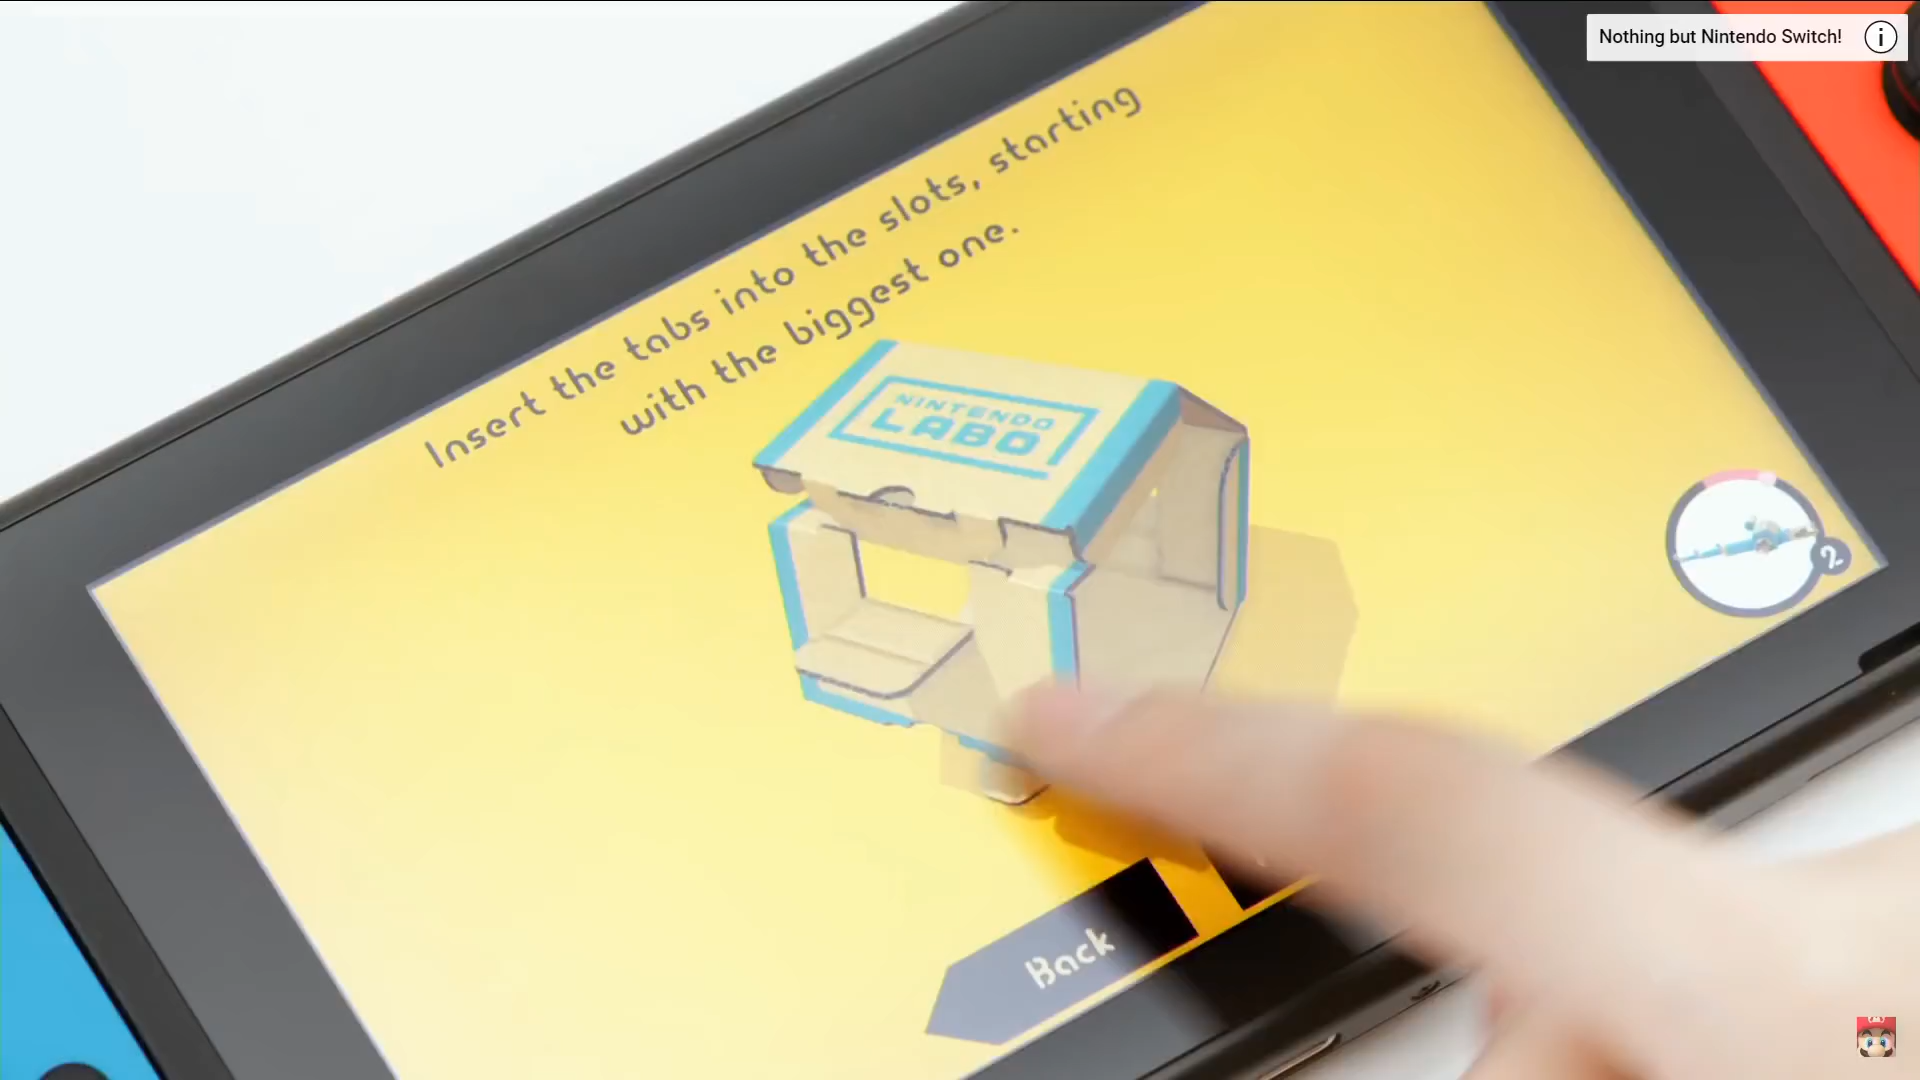 Nothing but Nintendo Switch!
Insert the tabs into the slots, starting
with the biggest one.
NINTENDO
LABO
2
Back